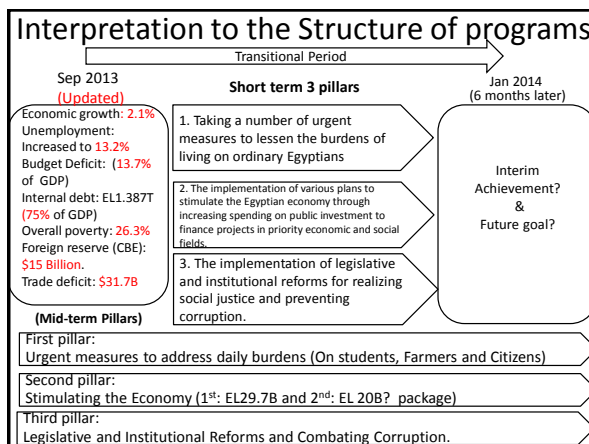 Interpretation to the Structure of programs
Transitional Period
Sep 2013
(Updated)
Economic growth: 2.1%
Unemployment:
Increased to 13.2%
Budget Deficit: (13.7%
of GDP)
Internal debt: EL1.387T
(75% of GDP)
Overall poverty: 26.3%
Foreign reserve (CBE):
$15 Billion.
Trade deficit: $31.7B
(Mid-term Pillars)
Short term 3 pillars
1. Taking a number of urgent
measures to lessen the burdens of
living on ordinary Egyptians
2. The implementation of various plans to
stimulate the Egyptian economy through
increasing spending on public investment to
finance projects in priority economic and social
fields.
3. The implementation of legislative
and institutional reforms for realizing
social justice and preventing
corruption.
Jan 2014
(6 months later)
Interim
Achievement?
&
Future goal?
First pillar:
Urgent measures to address daily burdens (On students, Farmers and Citizens)
Second pillar:
Stimulating the Economy (1st: EL29.7B and 2nd: EL 20B? package)
Third pillar:
Legislative and Institutional Reforms and Combating Corruption.